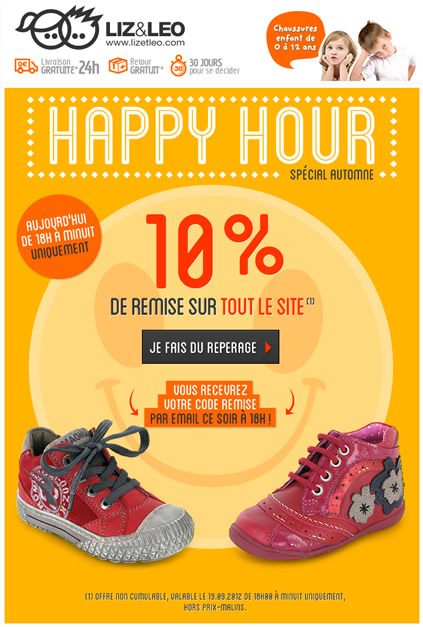 LIZ&LEO
www.lizetleo.com
Chaussures
enfant de
0 à 12 ans
Livraison
GRATUITE* 24h
Retour
GRATUIT*
30
30 JOURS
pour se décider
HAPPY HOUR
SPÉCIAL AUTOMNE
AUJOURD'HUI
DE 18H À MINUIT
UNIQUEMENT
10%
DE REMISE SUR TOUT LE SITE (1)
JE FAIS DU REPERAGE
VOUS RECEVREZ
VOTRE CODE REMISE
PAR EMAIL CE SOIR À 18H !
(1) OFFRE NON CUMULABLE, VALABLE LE 19.09.2012 DE 18H00 À MINUIT UNIQUEMENT,
HORS PRIX-MALINS.